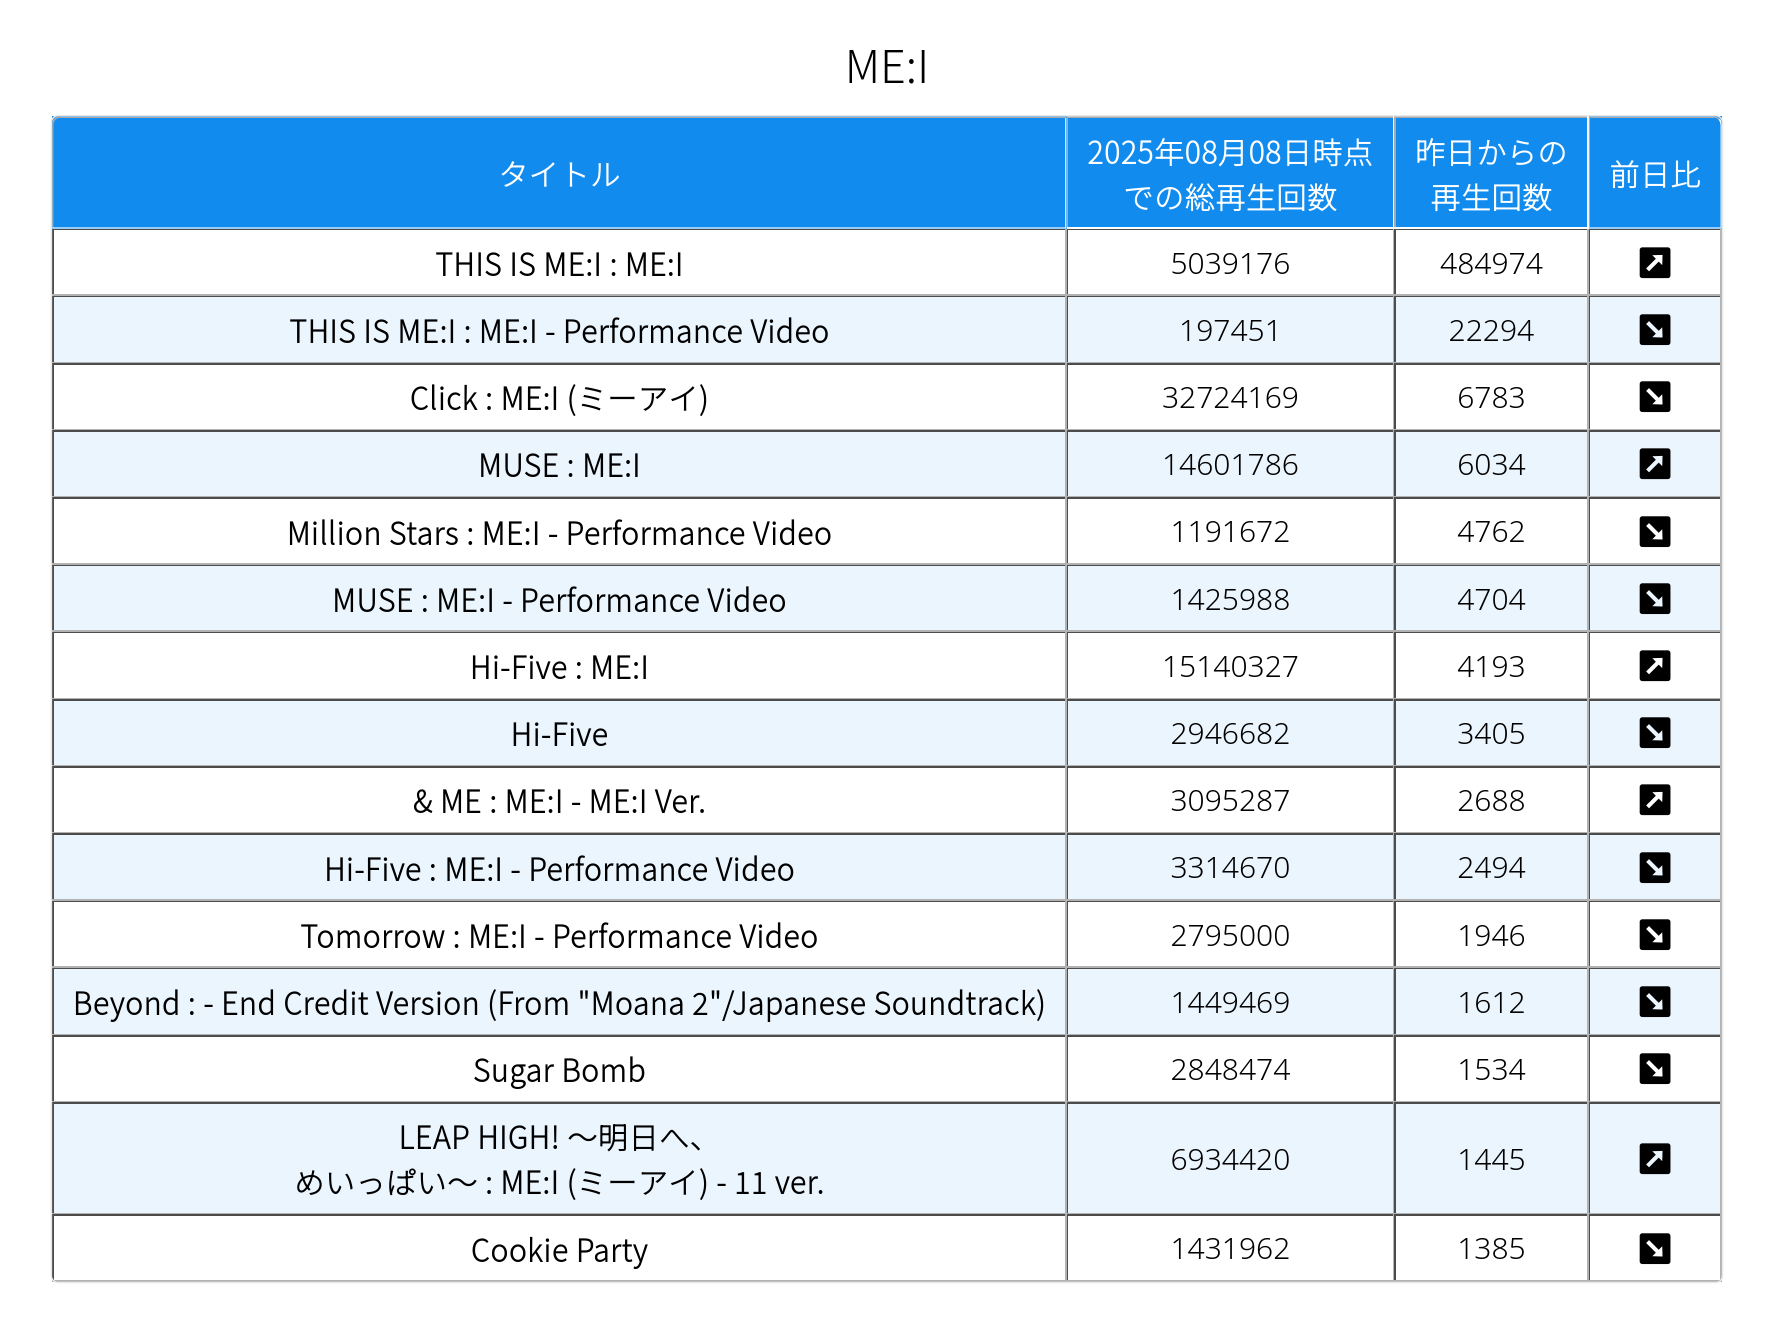 ME:I
タイトル
2025年08月08日時点
での総再生回数
昨日からの
再生回数
前日比
THIS IS ME:I : ME:I 5039176 484974
THIS IS ME:I : ME:I - Performance Video 197451 22294
Click : ME:I (ミーアイ) 32724169 6783
MUSE : ME:I 14601786 6034
Million Stars : ME:I - Performance Video 1191672 4762
MUSE : ME:I - Performance Video 1425988 4704
Hi-Five : ME:I 15140327 4193
Hi-Five 2946682 3405
& ME : ME:I - ME:I Ver. 3095287 2688
Hi-Five : ME:I - Performance Video 3314670 2494
Tomorrow : ME:I - Performance Video 2795000 1946
Beyond : - End Credit Version (From "Moana 2"/Japanese Soundtrack) 1449469 1612
Sugar Bomb 2848474 1534
LEAP HIGH! ～明日へ、
めいっぱい～ : ME:I (ミーアイ) - 11 ver. 6934420 1445
Cookie Party 1431962 1385